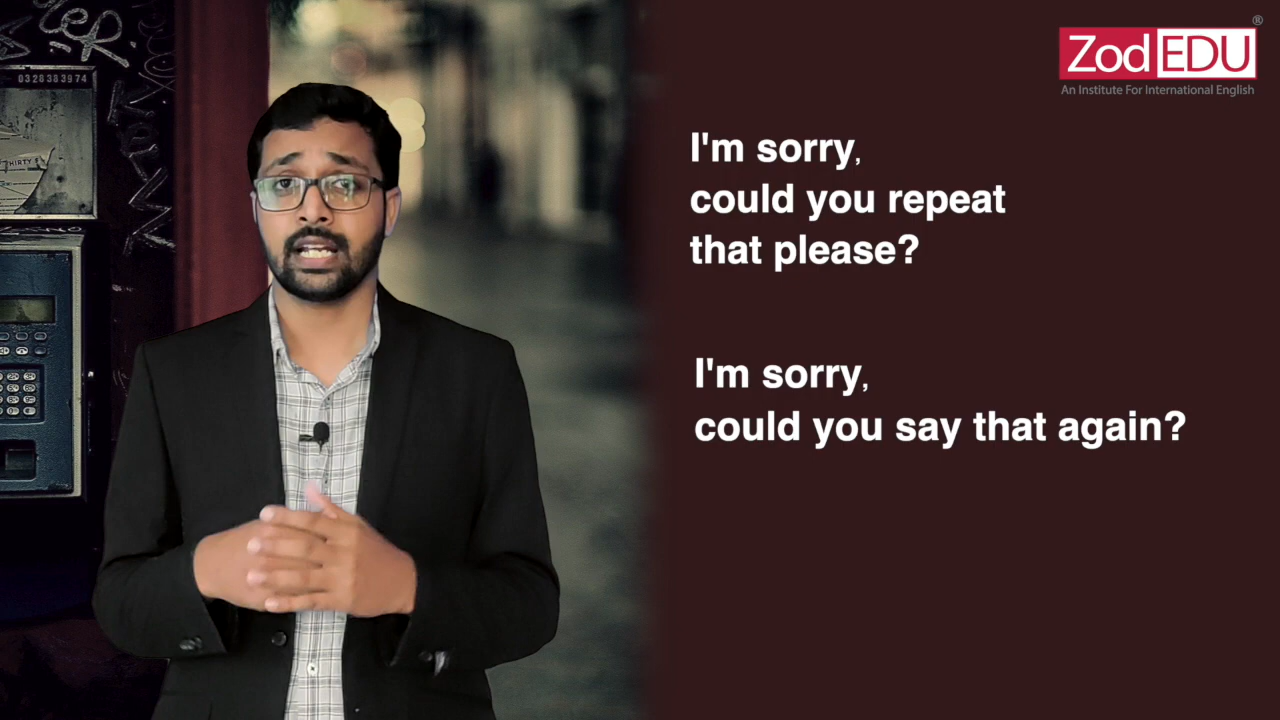 ZodEDU®
An Institute For International English
I'm sorry,
could you repeat
that please?
I'm sorry,
could you say that again?
0328383974
THIRTY